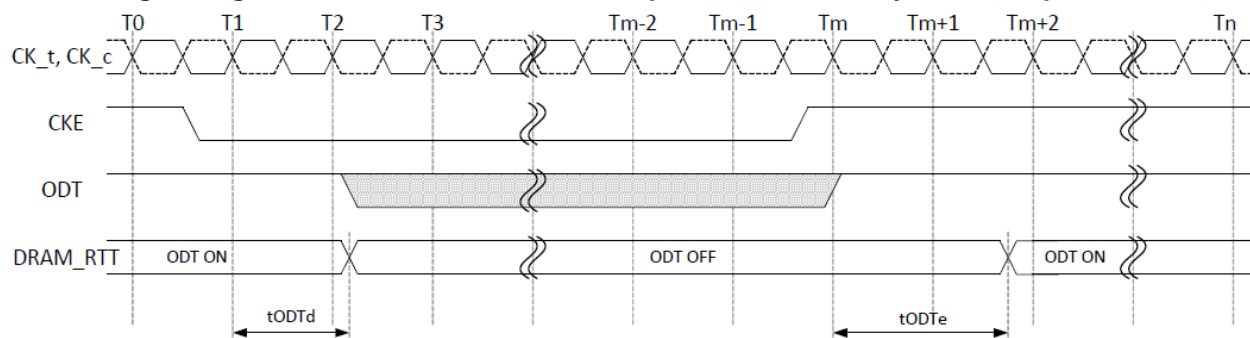 T0 T1 T2 T3 Tm-2 Tm-1 Tm Tm+1 Tm+2 Tn
CK_t, CK_c
CKE
ODT
DRAM_RTT ODT ON ODT OFF ODT ON
tODTd tODTe